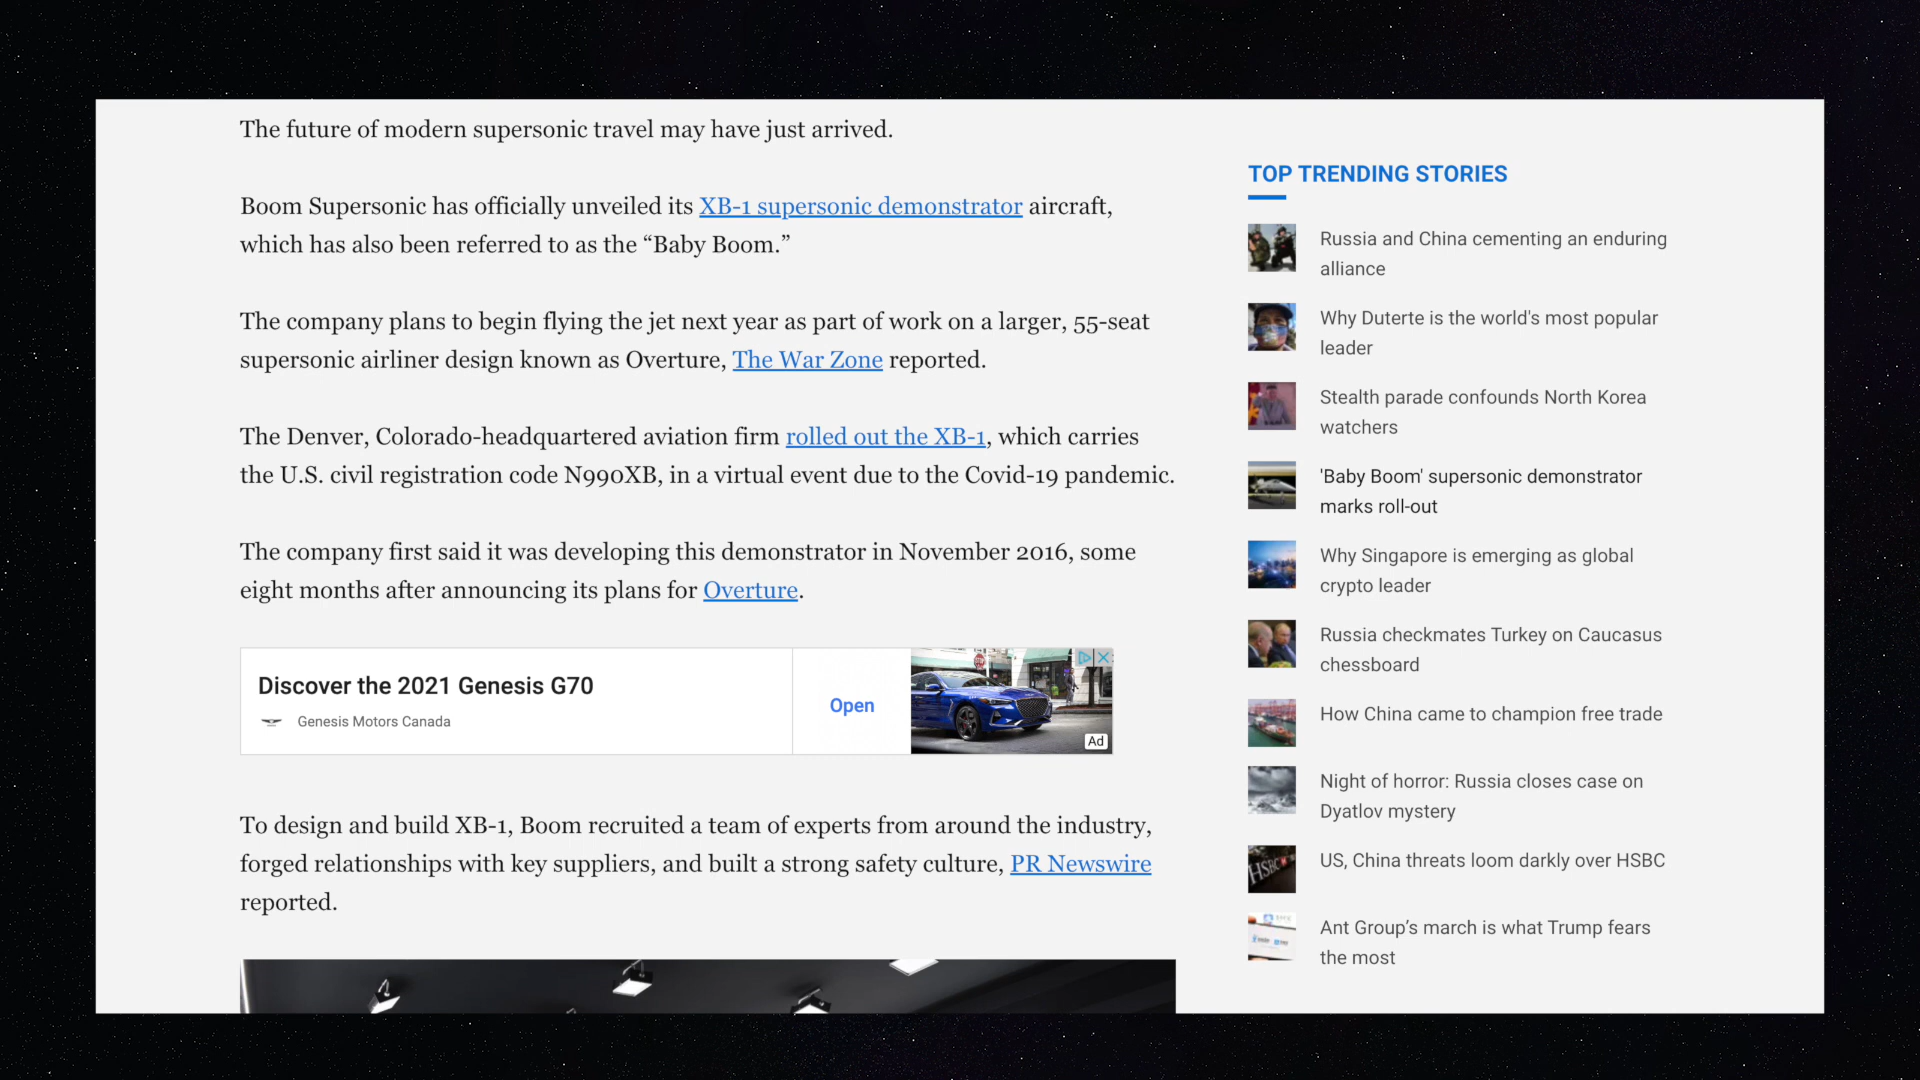 The future of modern supersonic travel may have just arrived.
Boom Supersonic has officially unveiled its XB-1 supersonic demonstrator aircraft,
which has also been referred to as the “Baby Boom.”
The company plans to begin flying the jet next year as part of work on a larger, 55-seat
supersonic airliner design known as Overture, The War Zone reported.
The Denver, Colorado-headquartered aviation firm rolled out the XB-1, which carries
the U.S. civil registration code N990XB, in a virtual event due to the Covid-19 pandemic.
The company first said it was developing this demonstrator in November 2016, some
eight months after announcing its plans for Overture.
Discover the 2021 Genesis G70
Genesis Motors Canada
Open
Ad
To design and build XB-1, Boom recruited a team of experts from around the industry,
forged relationships with key suppliers, and built a strong safety culture, PR Newswire
reported.
TOP TRENDING STORIES
Russia and China cementing an enduring
alliance
Why Duterte is the world's most popular
leader
Stealth parade confounds North Korea
watchers
'Baby Boom' supersonic demonstrator
marks roll-out
Why Singapore is emerging as global
crypto leader
Russia checkmates Turkey on Caucasus
chessboard
How China came to champion free trade
Night of horror: Russia closes case on
Dyatlov mystery
HSBC
US, China threats loom darkly over HSBC
Ant Group’s march is what Trump fears
the most